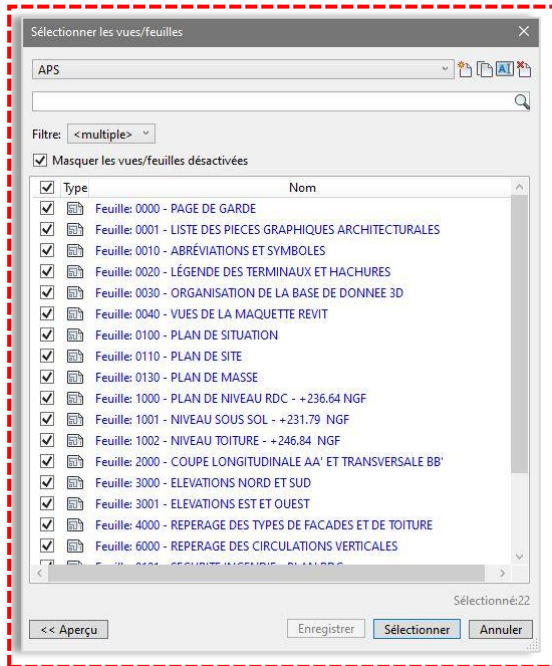 Sélectionner les vues/feuilles
APS
Filtre: <multiple>
Masquer les vues/feuilles désactivées
Type Nom
Feuille: 0000 - PAGE DE GARDE
Feuille: 0001 - LISTE DES PIECES GRAPHIQUES ARCHITECTURALES
Feuille: 0010 - ABRÉVIATIONS ET SYMBOLES
Feuille: 0020 - LÉGENDE DES TERMINAUX ET HACHURES
Feuille: 0030 - ORGANISATION DE LA BASE DE DONNEE 3D
Feuille: 0040 - VUES DE LA MAQUETTE REVIT
Feuille: 0100 - PLAN DE SITUATION
Feuille: 0110 - PLAN DE SITE
Feuille: 0130 - PLAN DE MASSE
Feuille: 1000 - PLAN DE NIVEAU RDC - +236.64 NGF
Feuille: 1001 - NIVEAU SOUS SOL - +231.79 NGF
Feuille: 1002 - NIVEAU TOITURE - +246.84 NGF
Feuille: 2000 - COUPE LONGITUDINALE AA' ET TRANSVERSALE BB'
Feuille: 3000 - ELEVATIONS NORD ET SUD
Feuille: 3001 - ELEVATIONS EST ET OUEST
Feuille: 4000 - REPERAGE DES TYPES DE FACADES ET DE TOITURE
Feuille: 6000 - REPERAGE DES CIRCULATIONS VERTICALES
Sélectionné:22
<< Aperçu Enregistrer Sélectionner Annuler